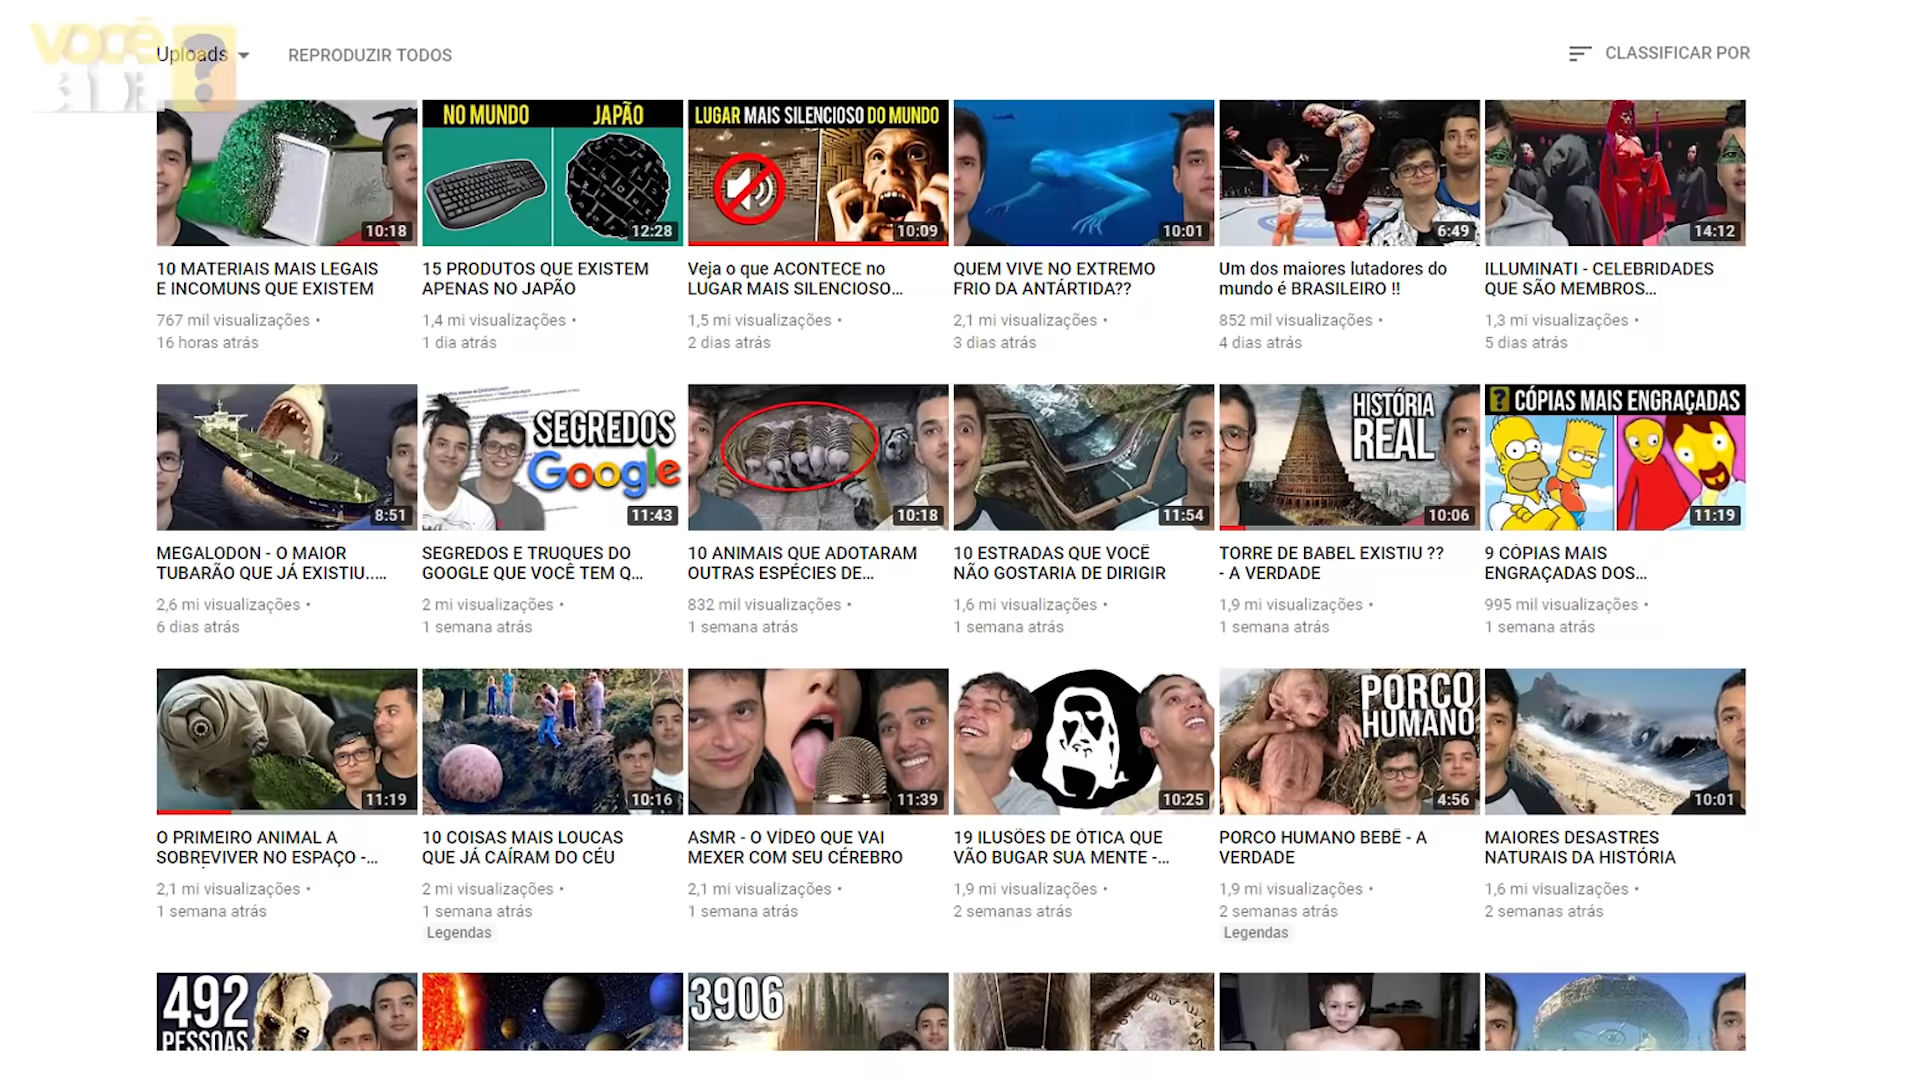 VOCÊ
SABIA
?
Uploads
REPRODUZIR TODOS
CLASSIFICAR POR
NO MUNDO
JAPÃO
LUGAR MAIS SILENCIOSO DO MUNDO
10:18
12:28
10:09
10:01
6:49
14:12
10 MATERIAIS MAIS LEGAIS
E INCOMUNS QUE EXISTEM
767 mil visualizações •
16 horas atrás
15 PRODUTOS QUE EXISTEM
APENAS NO JAPÃO
1,4 mi visualizações •
1 dia atrás
Veja o que ACONTECE no
LUGAR MAIS SILENCIOSO...
1,5 mi visualizações •
2 dias atrás
QUEM VIVE NO EXTREMO
FRIO DA ANTÁRTIDA??
2,1 mi visualizações •
3 dias atrás
Um dos maiores lutadores do
mundo é BRASILEIRO !!
852 mil visualizações •
4 dias atrás
ILLUMINATI - CELEBRIDADES
QUE SÃO MEMBROS...
1,3 mi visualizações •
5 dias atrás
SEGREDOS
Google
HISTÓRIA
REAL
? CÓPIAS MAIS ENGRAÇADAS
8:51
11:43
10:18
11:54
10:06
11:19
MEGALODON - O MAIOR
TUBARÃO QUE JÁ EXISTIU.…
2,6 mi visualizações •
6 dias atrás
SEGREDOS E TRUQUES DO
GOOGLE QUE VOCÊ TEM Q...
2 mi visualizações •
1 semana atrás
10 ANIMAIS QUE ADOTARAM
OUTRAS ESPÉCIES DE...
832 mil visualizações •
1 semana atrás
10 ESTRADAS QUE VOCÊ
NÃO GOSTARIA DE DIRIGIR
1,6 mi visualizações •
1 semana atrás
TORRE DE BABEL EXISTIU ??
- A VERDADE
1,9 mi visualizações •
1 semana atrás
9 CÓPIAS MAIS
ENGRAÇADAS DOS...
995 mil visualizações •
1 semana atrás
PORCO
HUMANO
11:19
10:16
11:39
10:25
4:56
10:01
O PRIMEIRO ANIMAL A
SOBREVIVER NO ESPAÇO -...
2,1 mi visualizações •
1 semana atrás
10 COISAS MAIS LOUCAS
QUE JÁ CAÍRAM DO CÉU
2 mi visualizações •
1 semana atrás
Legendas
ASMR - O VÍDEO QUE VAI
MEXER COM SEU CÉREBRO
2,1 mi visualizações •
1 semana atrás
19 ILUSÕES DE ÓTICA QUE
VÃO BUGAR SUA MENTE -...
1,9 mi visualizações •
2 semanas atrás
PORCO HUMANO BEBÊ - A
VERDADE
1,9 mi visualizações •
2 semanas atrás
Legendas
MAIORES DESASTRES
NATURAIS DA HISTÓRIA
1,6 mi visualizações •
2 semanas atrás
492
PESSOAS
3906